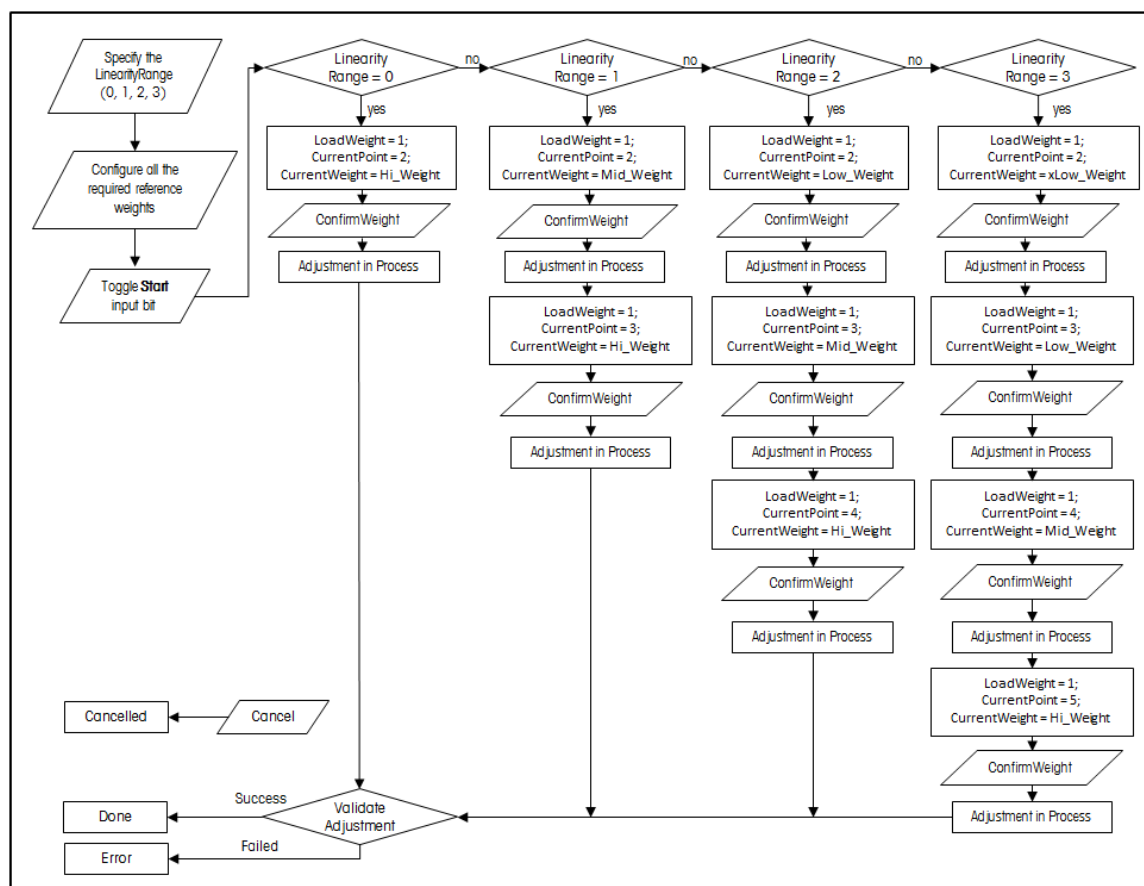 Specify the
LinearityRange
(0, 1, 2, 3)
Configure all the
required reference
weights
Toggle Start
input bit
Linearity
Range = 0
no
yes
LoadWeight = 1;
CurrentPoint = 2;
CurrentWeight = Hi_Weight
ConfirmWeight
Adjustment in Process
Linearity
Range = 1
no
yes
LoadWeight = 1;
CurrentPoint = 2;
CurrentWeight = Mid_Weight
ConfirmWeight
Adjustment in Process
LoadWeight = 1;
CurrentPoint = 3;
CurrentWeight = Hi_Weight
ConfirmWeight
Adjustment in Process
Linearity
Range = 2
no
yes
LoadWeight = 1;
CurrentPoint = 2;
CurrentWeight = Low_Weight
ConfirmWeight
Adjustment in Process
LoadWeight = 1;
CurrentPoint = 3;
CurrentWeight = Mid_Weight
ConfirmWeight
Adjustment in Process
LoadWeight = 1;
CurrentPoint = 4;
CurrentWeight = Hi_Weight
ConfirmWeight
Adjustment in Process
Linearity
Range = 3
yes
LoadWeight = 1;
CurrentPoint = 2;
CurrentWeight = xLow_Weight
ConfirmWeight
Adjustment in Process
LoadWeight = 1;
CurrentPoint = 3;
CurrentWeight = Low_Weight
ConfirmWeight
Adjustment in Process
LoadWeight = 1;
CurrentPoint = 4;
CurrentWeight = Mid_Weight
ConfirmWeight
Adjustment in Process
LoadWeight = 1;
CurrentPoint = 5;
CurrentWeight = Hi_Weight
ConfirmWeight
Adjustment in Process
Cancelled
Cancel
Validate
Adjustment
Success
Done
Failed
Error